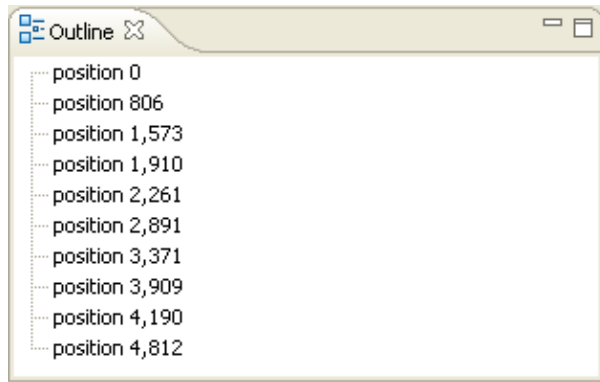 Outline
position 0
position 806
position 1,573
position 1,910
position 2,261
position 2,891
position 3,371
position 3,909
position 4,190
position 4,812